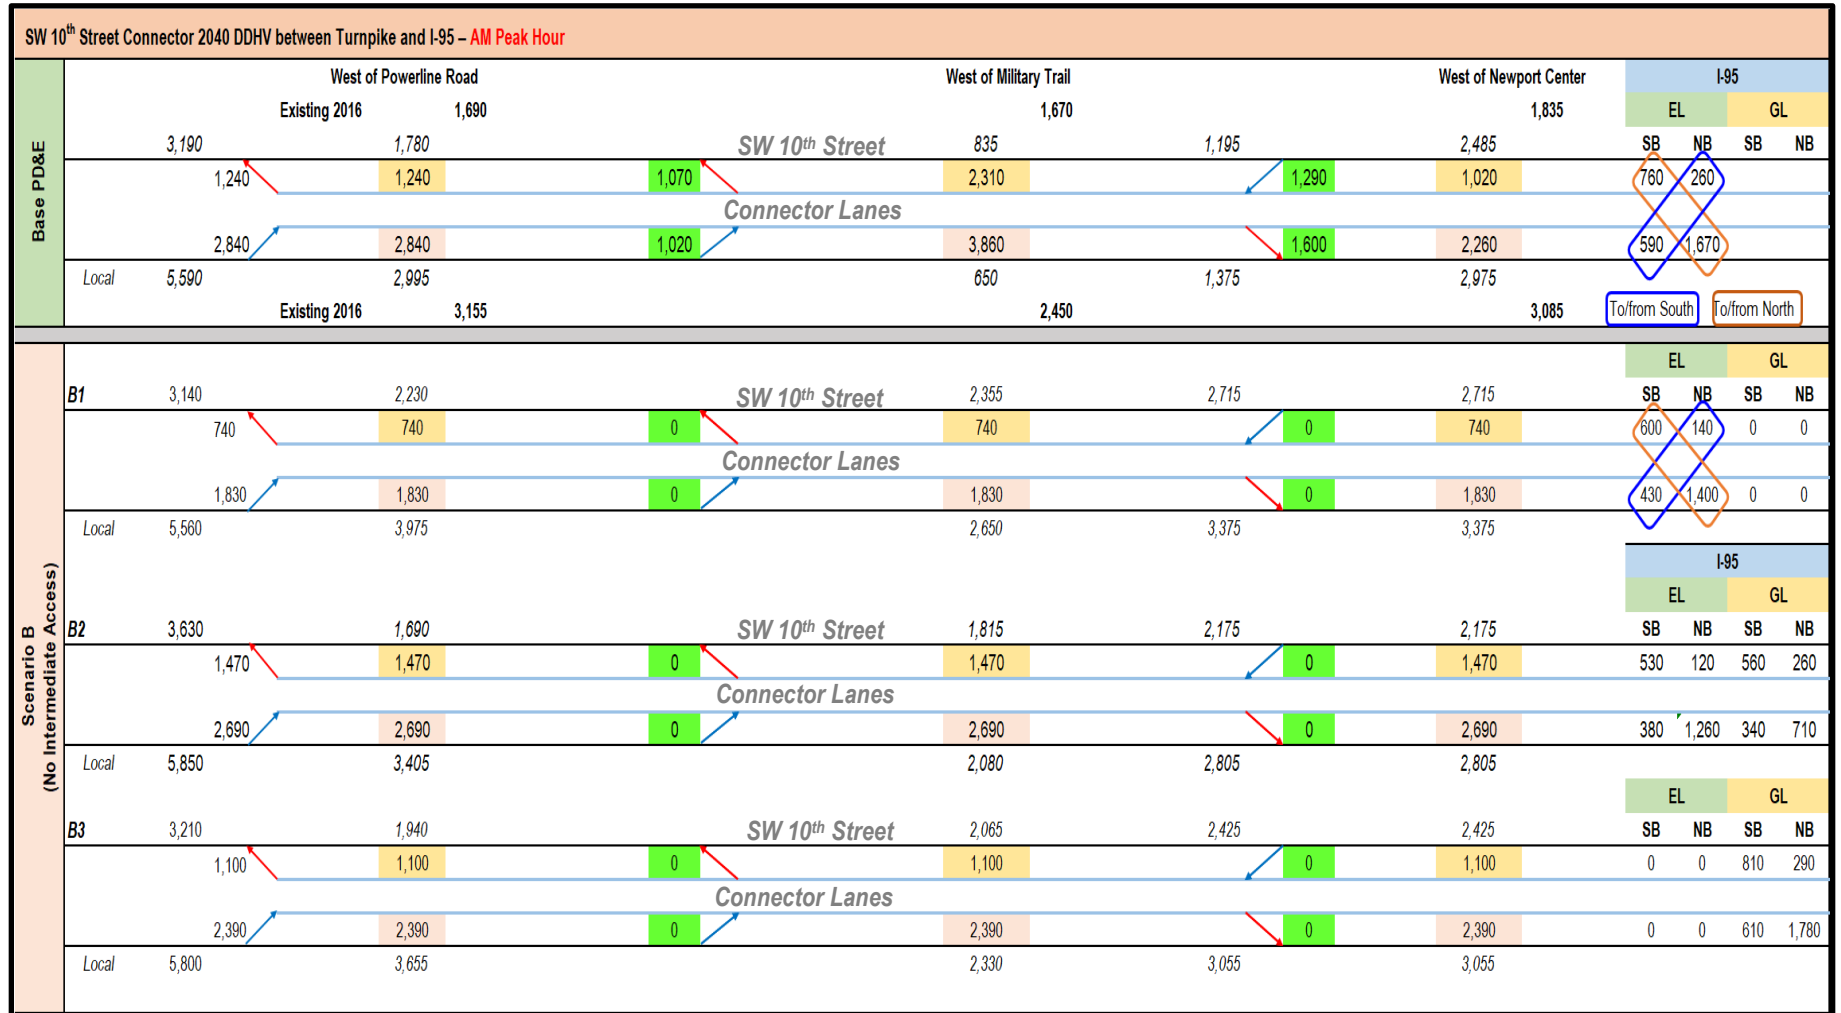 SW 10th Street Connector 2040 DDHV between Turnpike and I-95 – AM Peak Hour
Base PD&E
West of Powerline Road West of Military Trail West of Newport Center I-95
Existing 2016 1,690 1,670 1,835 EL GL
3,190 1,780 SW 10th Street 835 1,195 2,485 SB NB SB NB
1,240 1,240 1,070 2,310 1,290 1,020 760 260
Connector Lanes
2,840 2,840 1,020 3,860 1,600 2,260 590 1,670
Local 5,590 2,995 650 1,375 2,975
Existing 2016 3,155 2,450 3,085 To/from South To/from North
Scenario B
(No Intermediate Access)
EL GL
B1 3,140 2,230 SW 10th Street 2,355 2,715 2,715 SB NB SB NB
740 740 0 740 0 740 600 140 0 0
Connector Lanes
1,830 1,830 0 1,830 0 1,830 430 1,400 0 0
Local 5,560 3,975 2,650 3,375 3,375
I-95
EL GL
B2 3,630 1,690 SW 10th Street 1,815 2,175 2,175 SB NB SB NB
1,470 1,470 0 1,470 0 1,470 530 120 560 260
Connector Lanes
2,690 2,690 0 2,690 0 2,690 380 1,260 340 710
Local 5,850 3,405 2,080 2,805 2,805
EL GL
B3 3,210 1,940 SW 10th Street 2,065 2,425 2,425 SB NB SB NB
1,100 1,100 0 1,100 0 1,100 0 0 810 290
Connector Lanes
2,390 2,390 0 2,390 0 2,390 0 0 610 1,780
Local 5,800 3,655 2,330 3,055 3,055